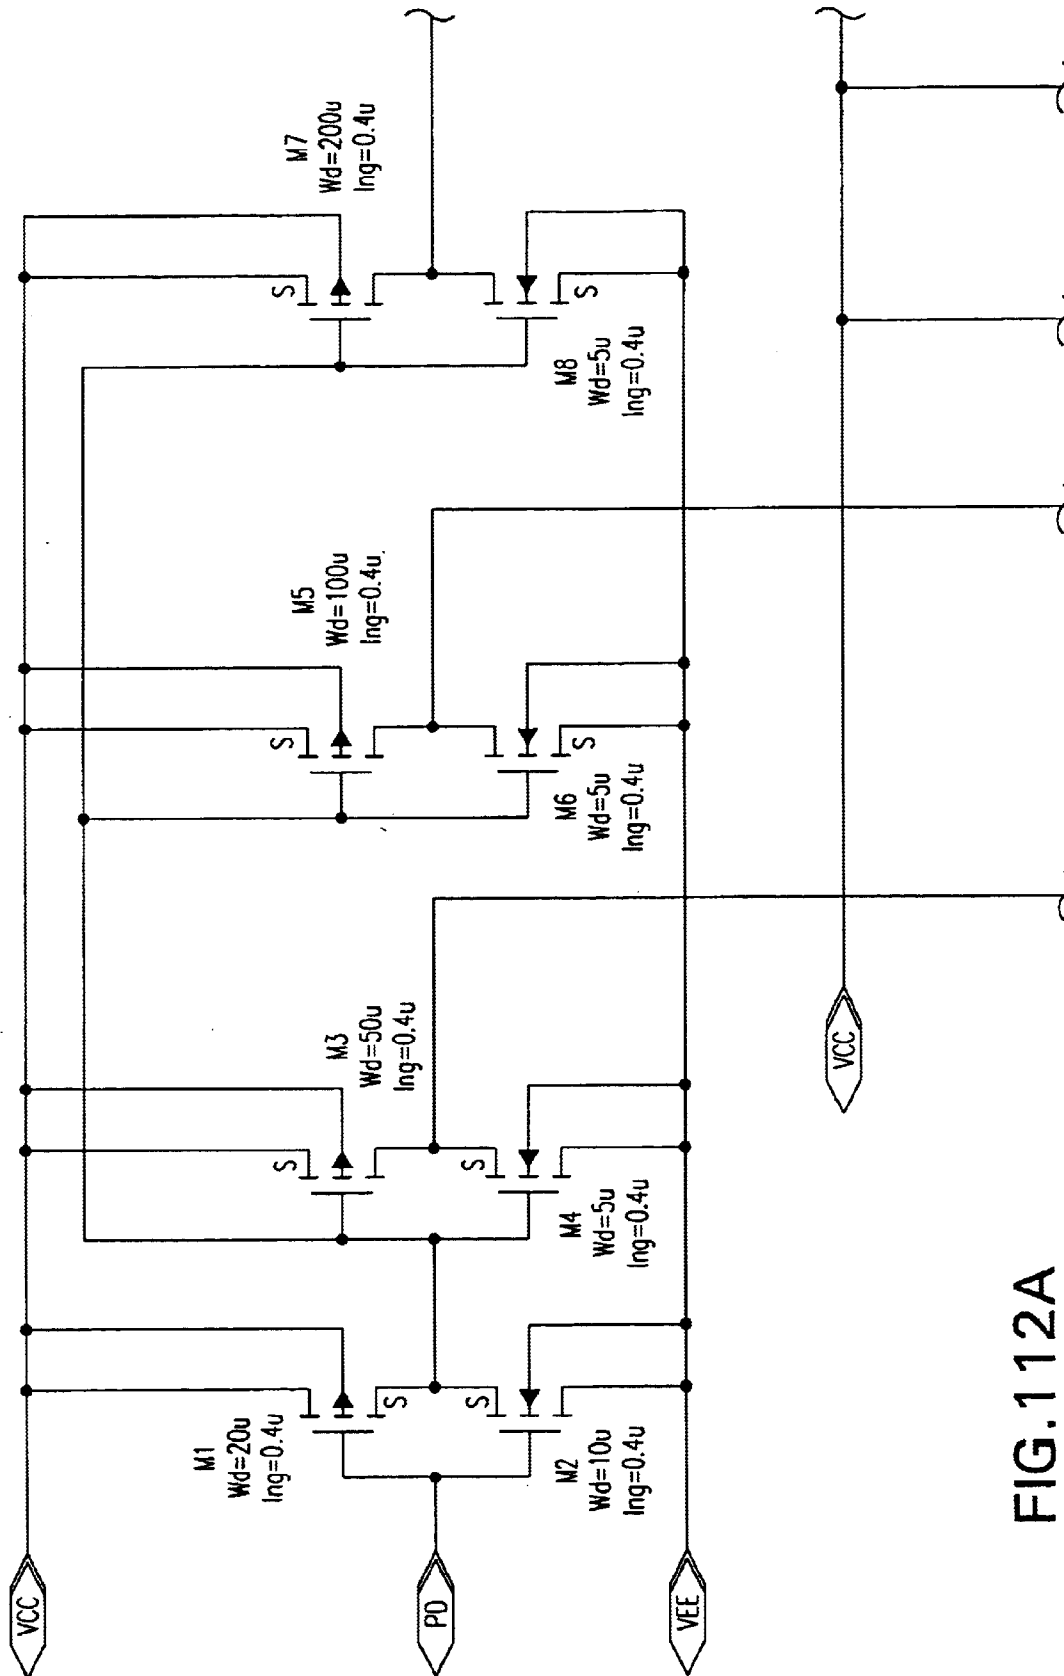 VCC
PD
VEE
M1
Wd=20u
lng=0.4u
S
S
M2
Wd=10u
lng=0.4u
M3
Wd=50u
lng=0.4u
S
S
M4
Wd=5u
lng=0.4u
M5
Wd=100u
lng=0.4u
S
S
M6
Wd=5u
lng=0.4u
M7
Wd=200u
lng=0.4u
S
S
M8
Wd=5u
lng=0.4u
VCC
FIG.112A